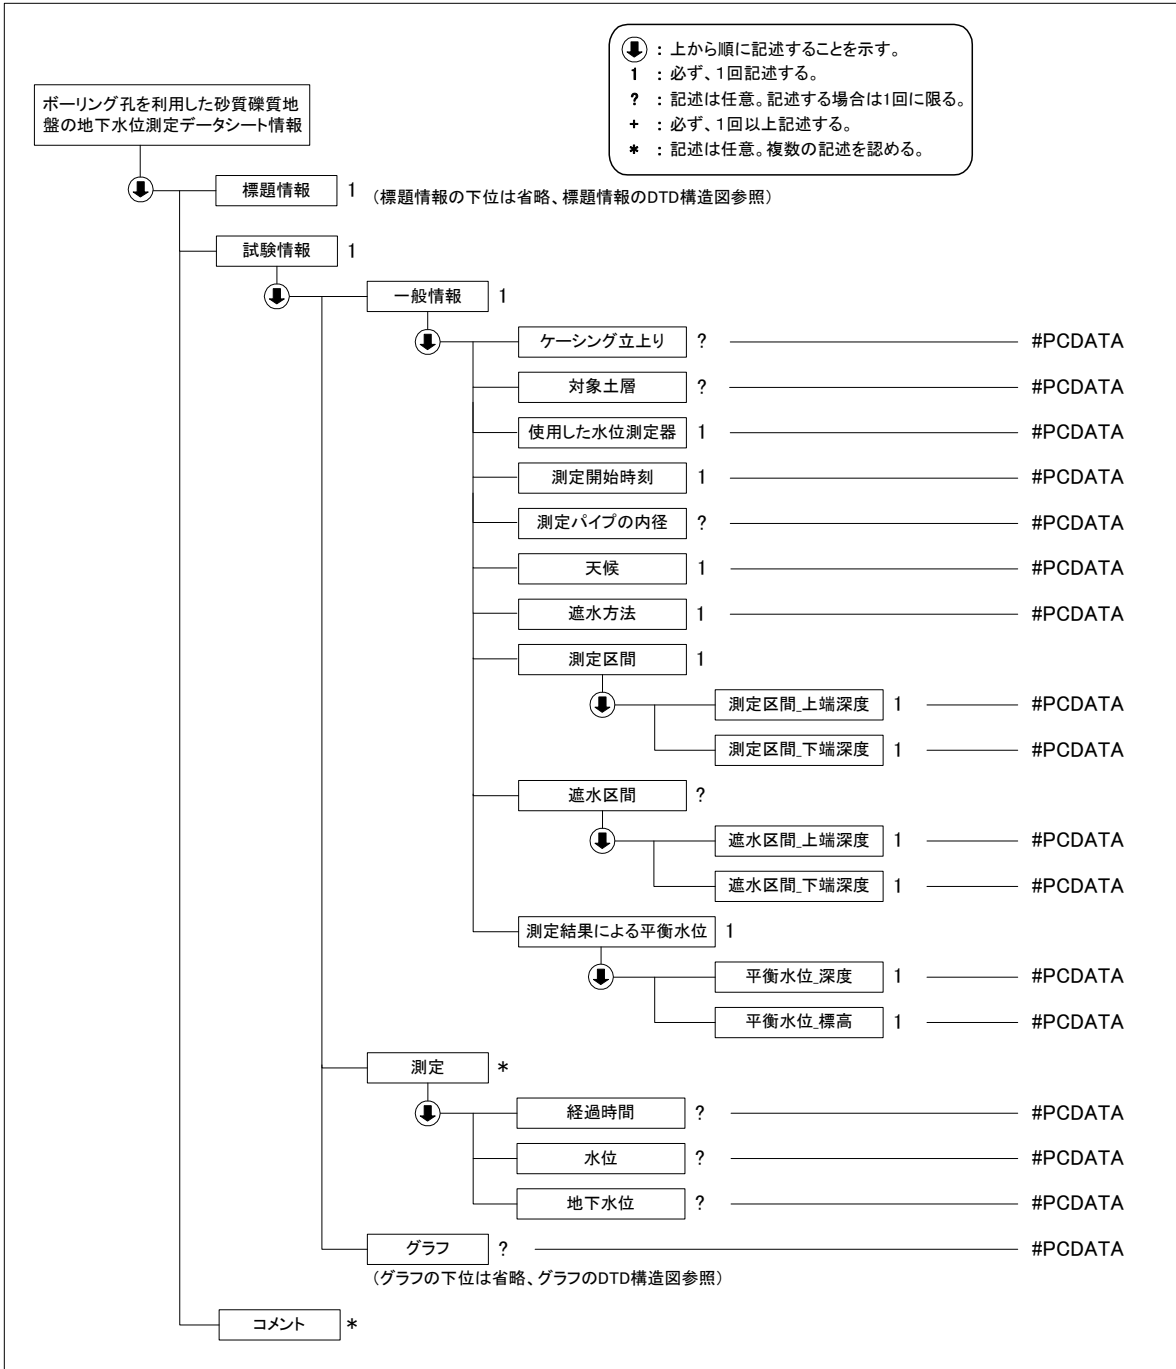 ：上から順に記述することを示す。
1 ：必ず、1回記述する。
? ：記述は任意。記述する場合は1回に限る。
+ ：必ず、1回以上記述する。
* ：記述は任意。複数の記述を認める。
ボーリング孔を利用した砂質礫質地
盤の地下水位測定データシート情報
標題情報 1 （標題情報の下位は省略、標題情報のDTD構造図参照）
試験情報 1
一般情報 1
ケーシング立上り ? #PCDATA
対象土層 ? #PCDATA
使用した水位測定器 1 #PCDATA
測定開始時刻 1 #PCDATA
測定パイプの内径 ? #PCDATA
天候 1 #PCDATA
遮水方法 1 #PCDATA
測定区間 1
測定区間_上端深度 1 #PCDATA
測定区間_下端深度 1 #PCDATA
遮水区間 ?
遮水区間_上端深度 1 #PCDATA
遮水区間_下端深度 1 #PCDATA
測定結果による平衡水位 1
平衡水位_深度 1 #PCDATA
平衡水位_標高 1 #PCDATA
測定 *
経過時間 ? #PCDATA
水位 ? #PCDATA
地下水位 ? #PCDATA
グラフ ? #PCDATA
（グラフの下位は省略、グラフのDTD構造図参照）
コメント *